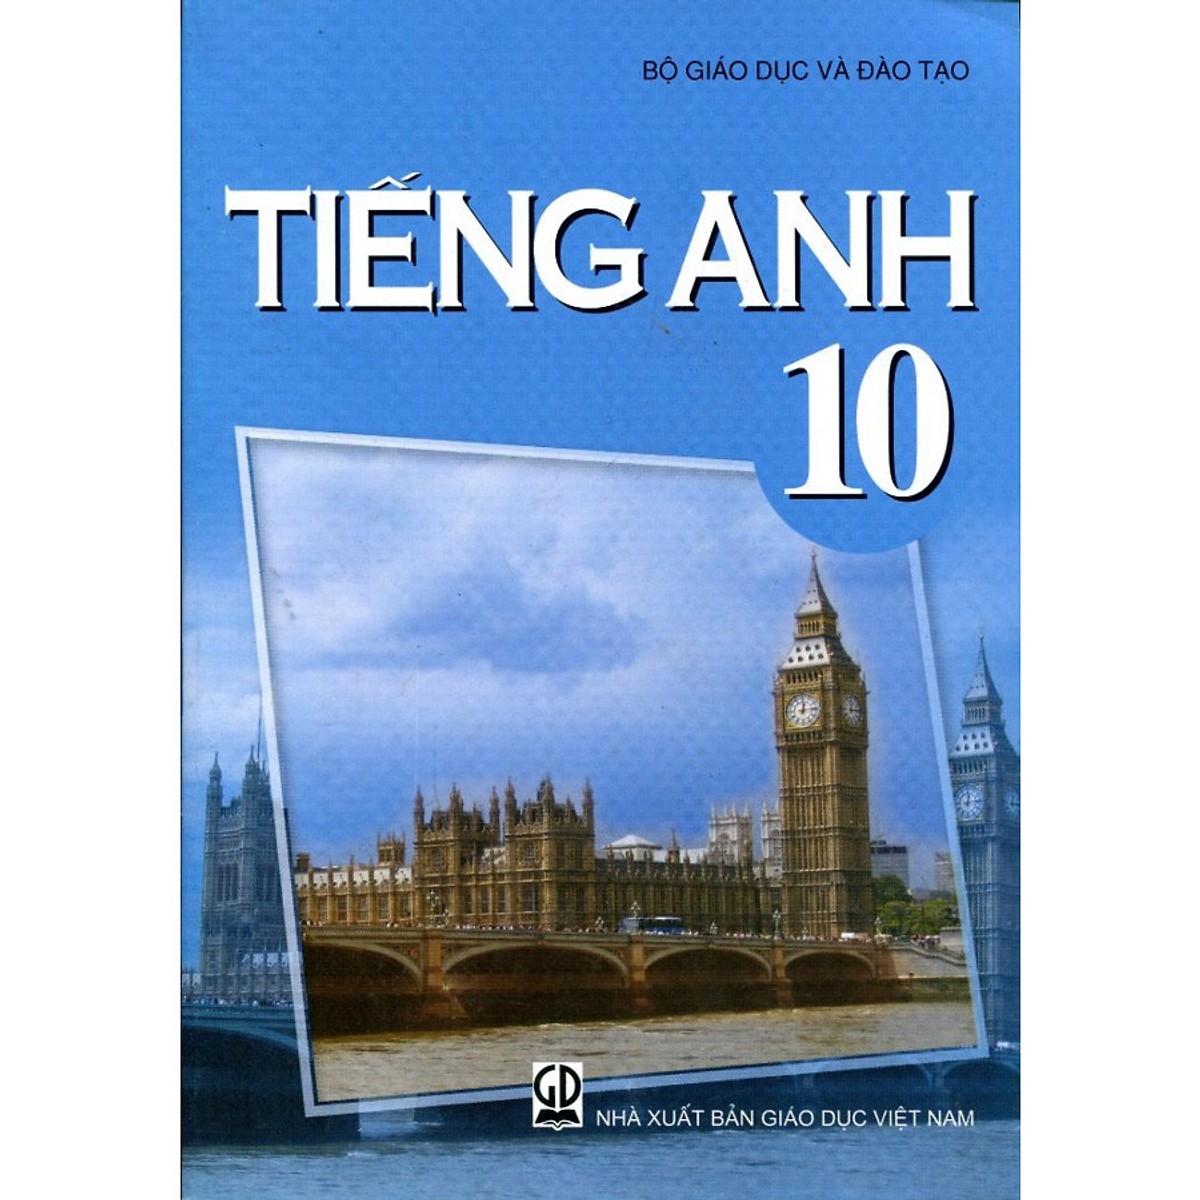 BỘ GIÁO DỤC VÀ ĐÀO TẠO
TIẾNG ANH
10
GD
NHÀ XUẤT BẢN GIÁO DỤC VIỆT NAM